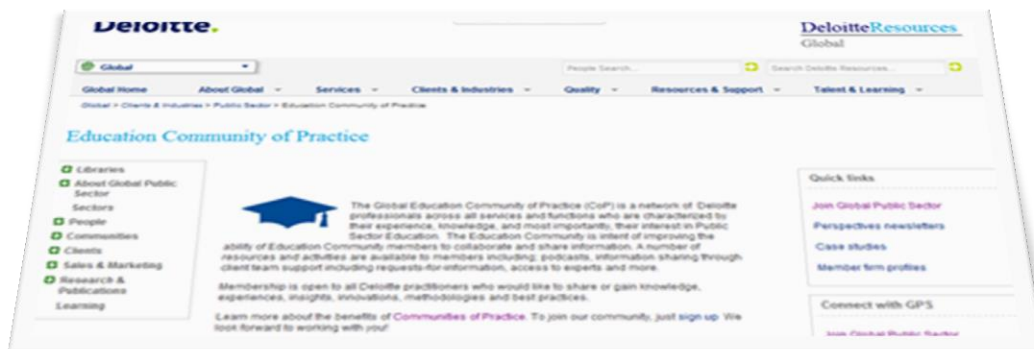 Deloitte.
DeloitteResources
Global
Global
People Search...
Search Deloitte Resources...
Global Home About Global Services Clients & Industries Quality Resources & Support Talent & Learning
Global > Clients & Industries > Public Sector > Education Community of Practice
Education Community of Practice
Libraries
About Global Public
Sector
Sectors
People
Communities
Clients
Sales & Marketing
Research &
Publications
Learning
The Global Education Community of Practice (CoP) is a network of Deloitte
professionals across all services and functions who are characterized by
their experience, knowledge, and most importantly, their interest in Public
Sector Education. The Education Community is intent of improving the
ability of Education Community members to collaborate and share information. A number of
resources and activities are available to members including; podcasts, information sharing through
client team support including requests-for-information, access to experts and more.
Membership is open to all Deloitte practitioners who would like to share or gain knowledge,
experiences, insights, innovations, methodologies and best practices.
Learn more about the benefits of Communities of Practice. To join our community, just sign up. We
look forward to working with you!
Quick links
Join Global Public Sector
Perspectives newsletters
Case studies
Member firm profiles
Connect with GPS
Join Global Public Sector